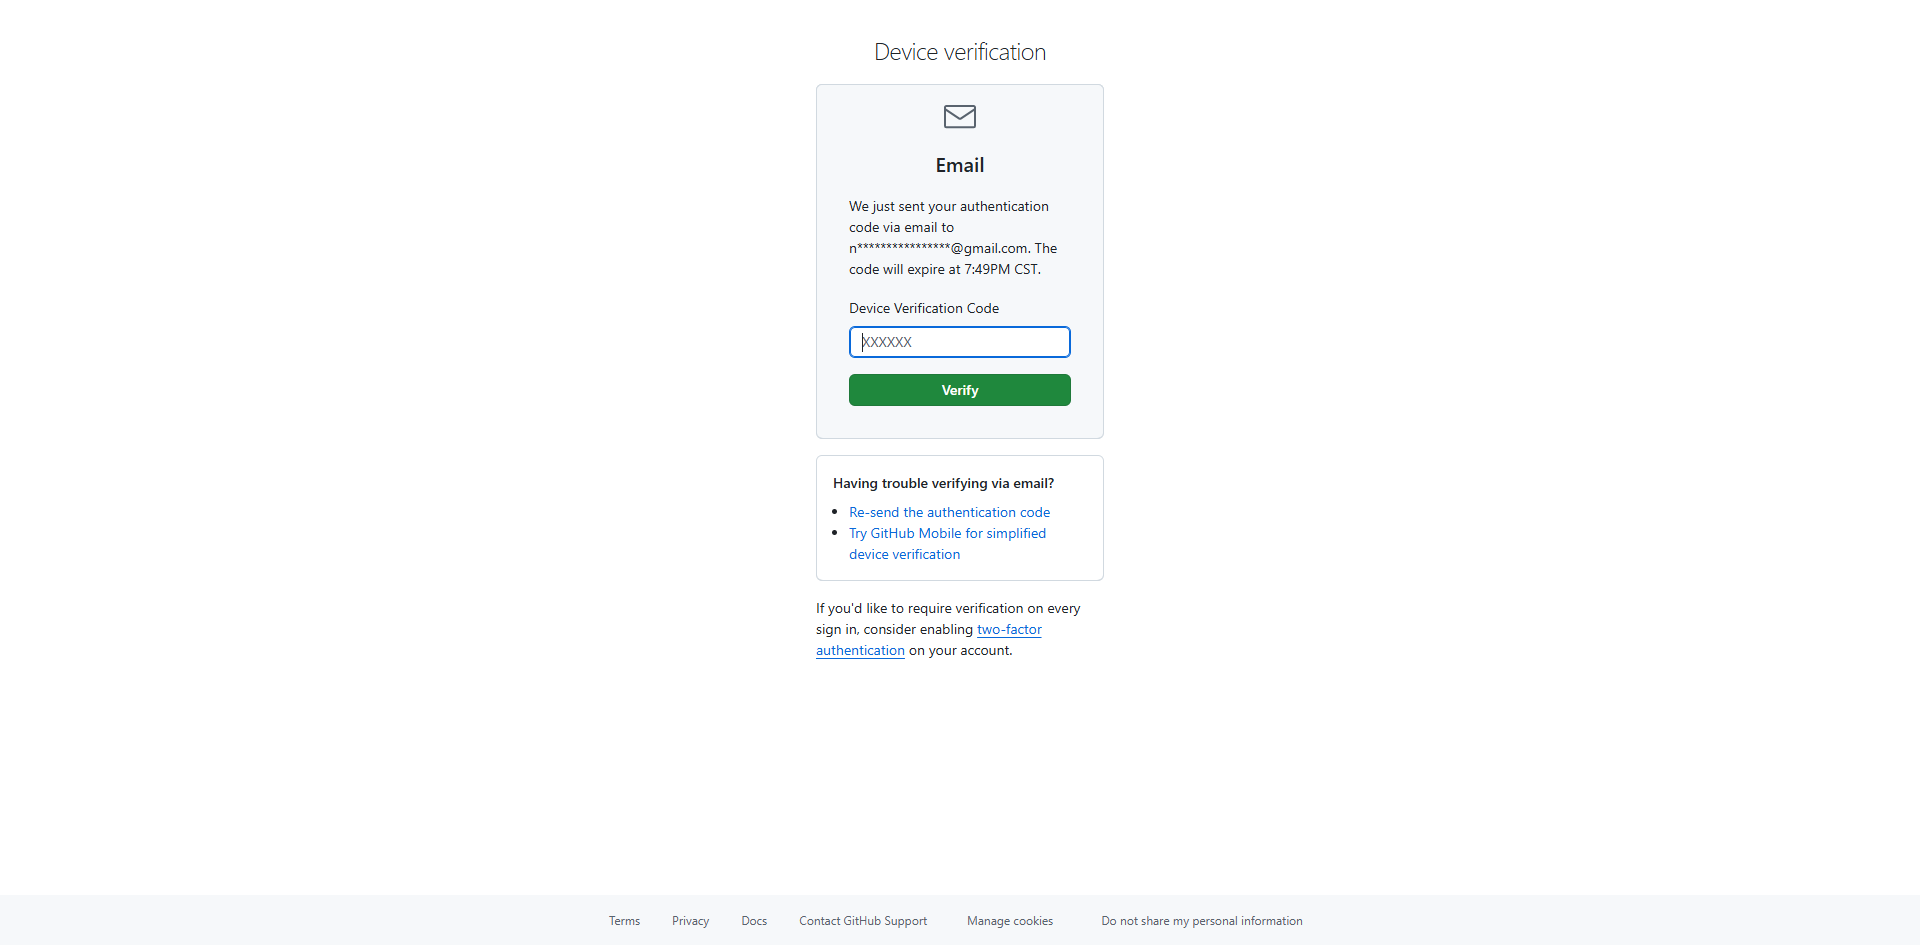 Device verification
Email
We just sent your authentication
code via email to
n****************@gmail.com. The
code will expire at 7:49PM CST.
Device Verification Code
XXXXXX
Verify
Having trouble verifying via email?
Re-send the authentication code
Try GitHub Mobile for simplified
device verification
If you'd like to require verification on every
sign in, consider enabling two-factor
authentication on your account.
Terms Privacy Docs Contact GitHub Support Manage cookies Do not share my personal information